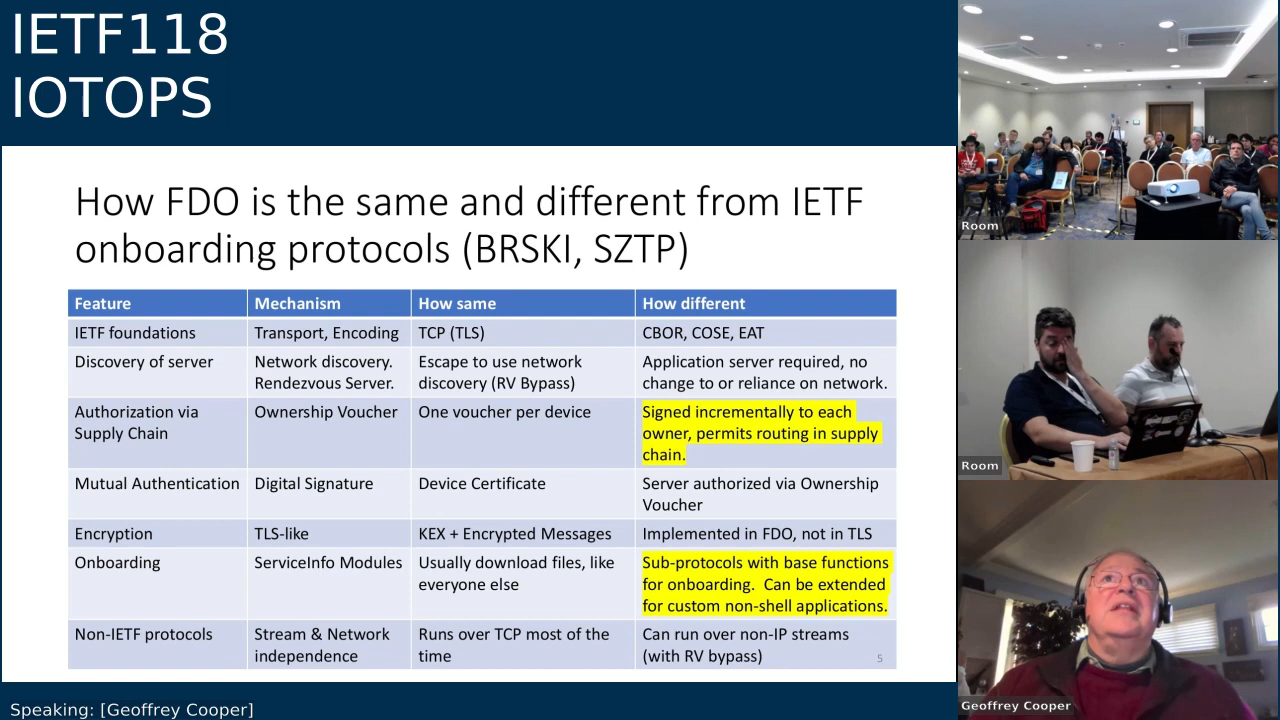 IETF118
IOTOPS
How FDO is the same and different from IETF
onboarding protocols (BRSKI, SZTP)
Feature Mechanism How same How different
IETF foundations Transport, Encoding TCP (TLS) CBOR, COSE, EAT
Discovery of server Network discovery. Escape to use network Application server required, no
Rendezvous Server. discovery (RV Bypass) change to or reliance on network.
Authorization via Ownership Voucher One voucher per device Signed incrementally to each
Supply Chain owner, permits routing in supply
chain.
Mutual Authentication Digital Signature Device Certificate Server authorized via Ownership
Voucher
Encryption TLS-like KEX + Encrypted Messages Implemented in FDO, not in TLS
Onboarding ServiceInfo Modules Usually download files, like Sub-protocols with base functions
everyone else for onboarding. Can be extended
for custom non-shell applications.
Non-IETF protocols Stream & Network Runs over TCP most of the Can run over non-IP streams
independence time (with RV bypass) 5
Speaking: [Geoffrey Cooper]
Room
Room
Geoffrey Cooper